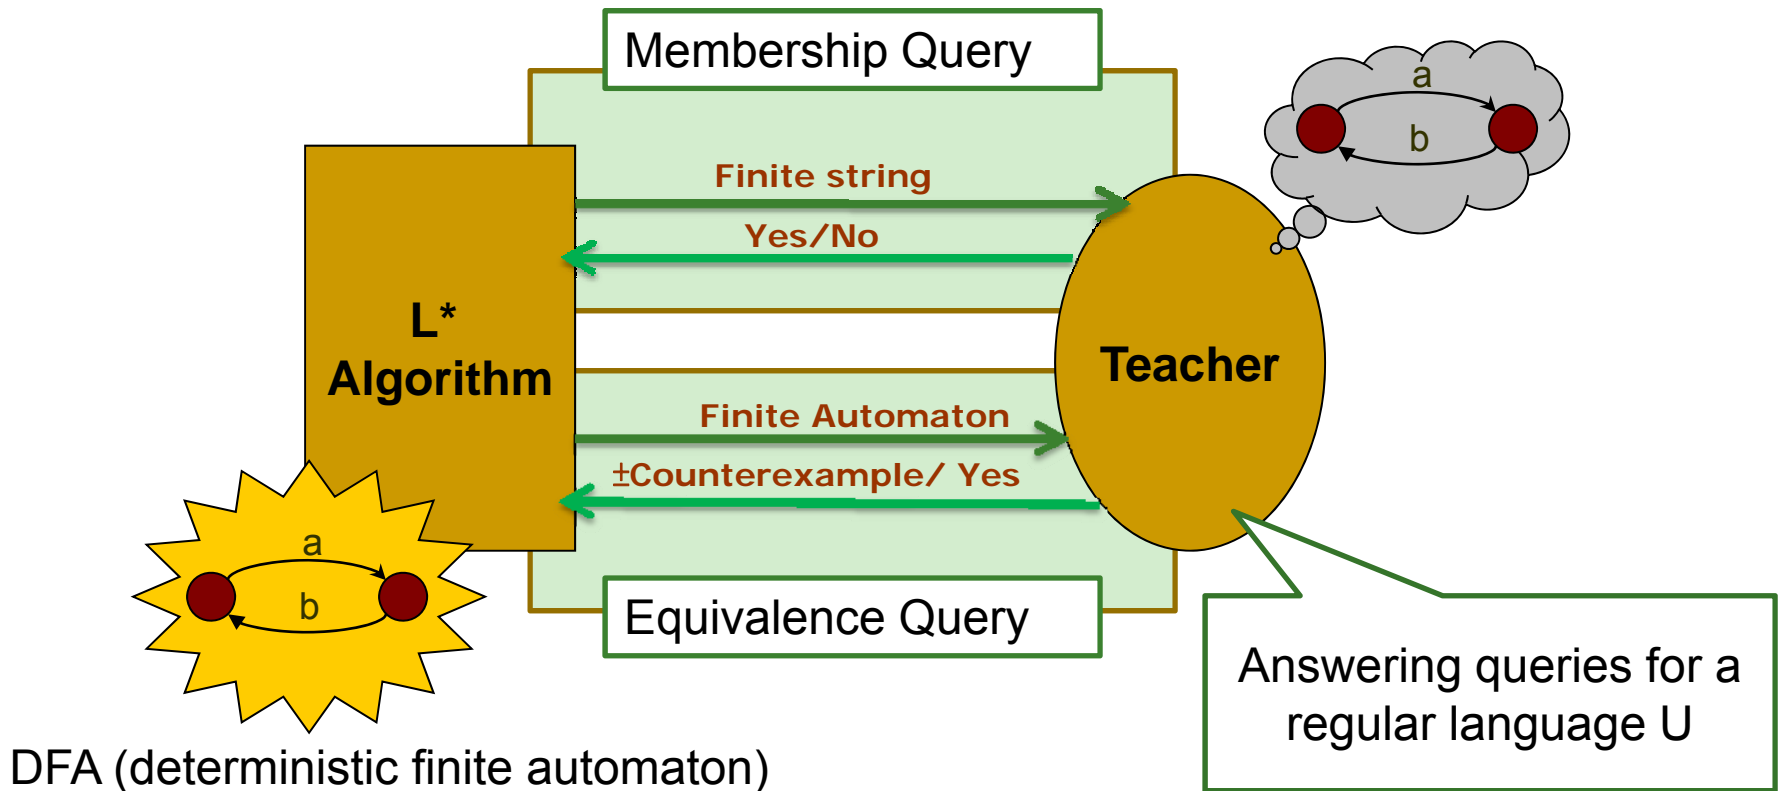 Membership Query
a
b
Finite string
Yes/No
L*
Algorithm
Teacher
Finite Automaton
±Counterexample/ Yes
a
b
Equivalence Query
Answering queries for a
regular language U
DFA (deterministic finite automaton)